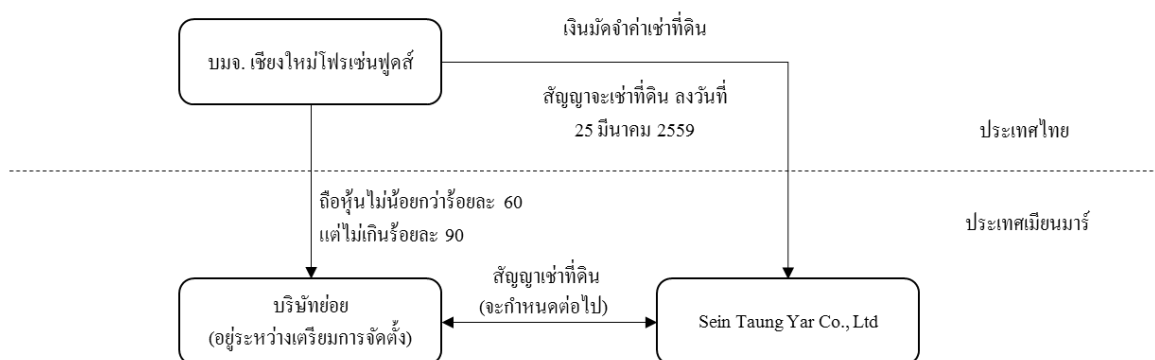 เงินมัดจำค่าเช่าที่ดิน
บมจ. เชียงใหม่โฟรเซ่นฟูดส์
สัญญาจะเช่าที่ดิน ลงวันที่
25 มีนาคม 2559
ประเทศไทย
ถือหุ้นไม่น้อยกว่าร้อยละ 60
แต่ไม่เกินร้อยละ 90
ประเทศเมียนมาร์
สัญญาเช่าที่ดิน
(จะกำหนดต่อไป)
บริษัทย่อย
(อยู่ระหว่างเตรียมการจัดตั้ง)
Sein Taung Yar Co., Ltd